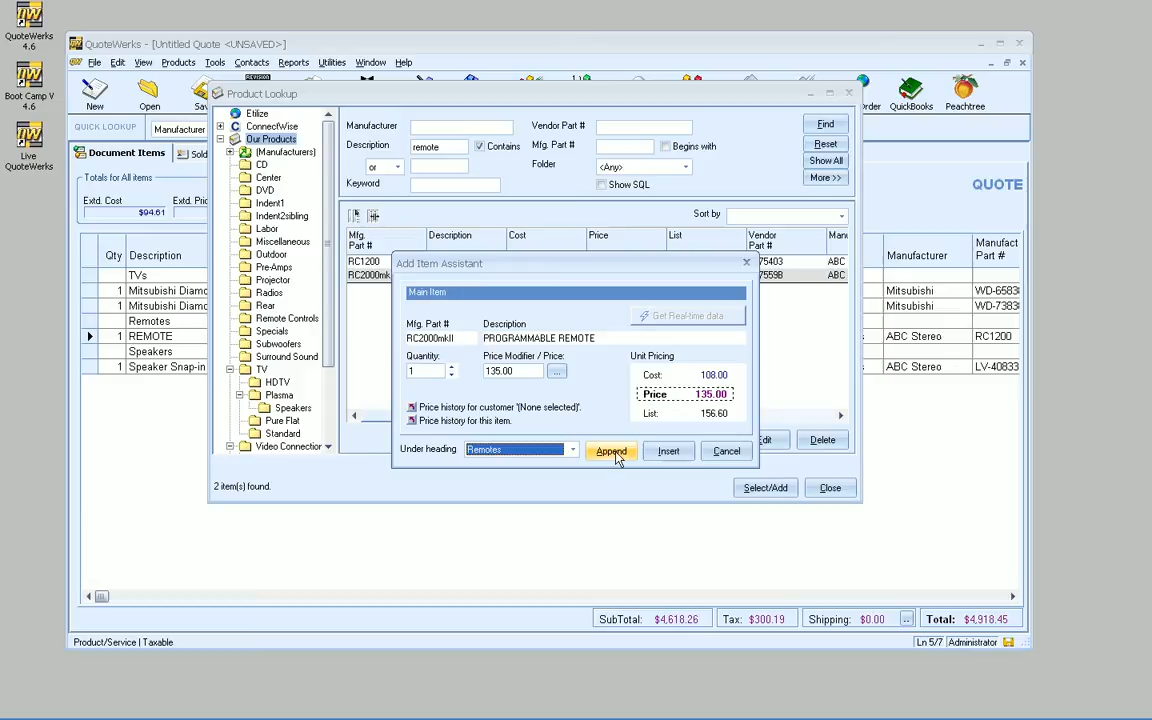 QuoteWerks
4.6
Boot Camp V
4.6
Live
QuoteWerks
QuoteWerks - [Untitled Quote <UNSAVED>]
File Edit View Products Tools Contacts Reports Utilities Window Help
New Open QuickBooks Peachtree
QUICK LOOKUP Manufacturer
Document Items
Totals for All items
Extd. Cost
$94.61
QUOTE
Qty Description Manufacturer Manufact
Part #
TVs
1 Mitsubishi Diamo Mitsubishi WD-6583
1 Mitsubishi Diamo Mitsubishi WD-7383
Remotes
1 REMOTE ABC Stereo RC1200
Speakers
1 Speaker Snap-in ABC Stereo LV-40833
Product Lookup
Etilize
ConnectWise
Our Products
(Manufacturers)
CD
Center
DVD
Indent1
Indent2sibling
Labor
Miscellaneous
Outdoor
Pre-Amps
Projector
Radios
Rear
Remote Controls
Specials
Subwoofers
Surround Sound
TV
HDTV
Plasma
Speakers
Pure Flat
Standard
Video Connection
Manufacturer Vendor Part # Find
Description remote Contains Mfg. Part # Begins with Reset
or Folder <Any> Show All
Keyword Show SQL More >>
Sort by
Mfg.
Part # Description Cost Price List Vendor
Part # Manu
RC1200 75403 ABC
RC2000mk 7559B ABC
Edit Delete
2 item(s) found. Select/Add Close
Add Item Assistant
Main Item
Get Real-time data
Mfg. Part # Description
RC2000mkII PROGRAMMABLE REMOTE
Quantity: Price Modifier / Price: Unit Pricing
1 135.00 ... Cost: 108.00
Price 135.00
List: 156.60
Price history for customer '(None selected)'.
Price history for this item.
Under heading Remotes Append Insert Cancel
SubTotal: $4,618.26 Tax: $300.19 Shipping: $0.00 .. Total: $4,918.45
Product/Service | Taxable Ln 5/7 Administrator